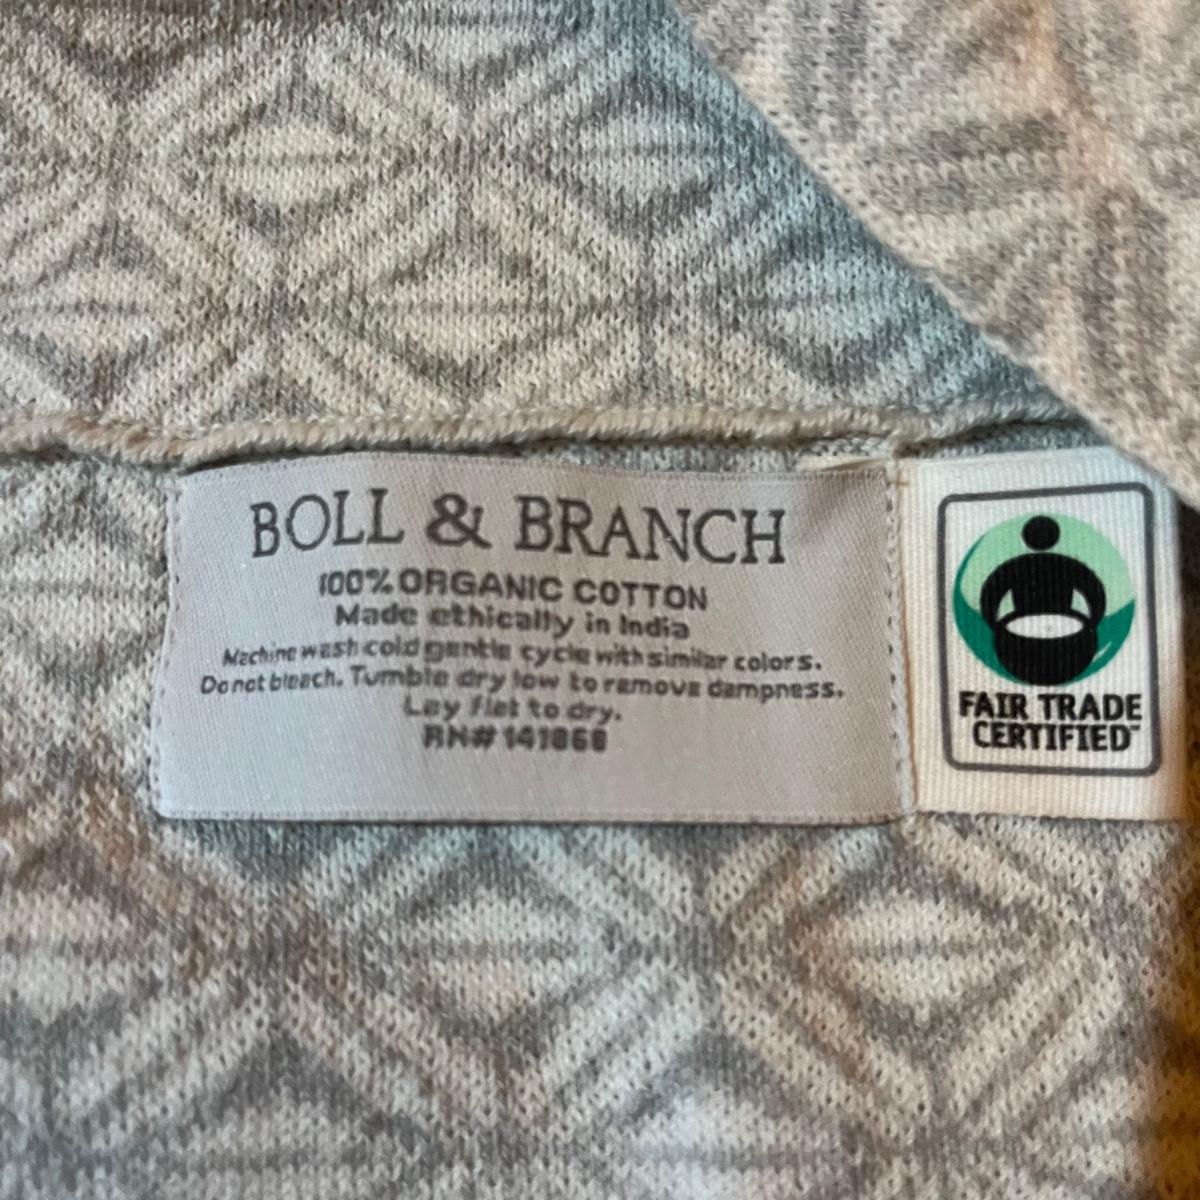 BOLL & BRANCH
100% ORGANIC COTTON
Made ethically in India
Machine wash cold gentle cycle with similar colors.
Do not bleach. Tumble dry low to remove dampness.
Lay flat to dry.
RN# 141868
FAIR TRADE
CERTIFIED™